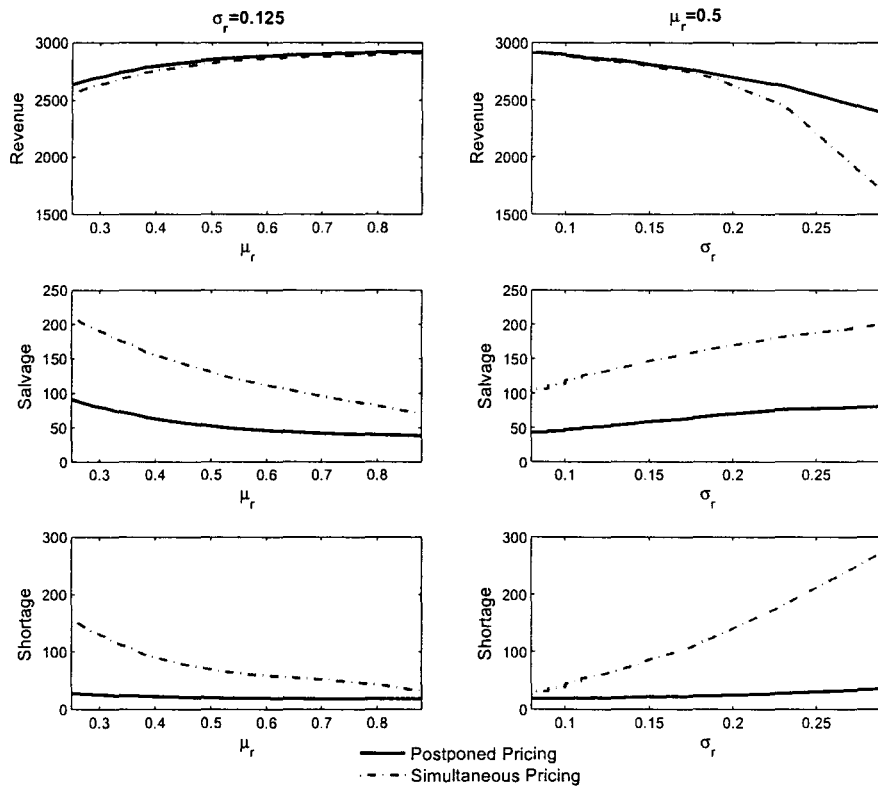 σr=0.125
μr=0.5
3000
2500
2000
1500
Revenue
0.3 0.4 0.5 0.6 0.7 0.8
μr
3000
2500
2000
1500
Revenue
0.1 0.15 0.2 0.25
σr
250
200
150
100
50
0
Salvage
0.3 0.4 0.5 0.6 0.7 0.8
μr
250
200
150
100
50
0
Salvage
0.1 0.15 0.2 0.25
σr
300
200
100
0
Shortage
0.3 0.4 0.5 0.6 0.7 0.8
μr
300
200
100
0
Shortage
0.1 0.15 0.2 0.25
σr
Postponed Pricing
Simultaneous Pricing